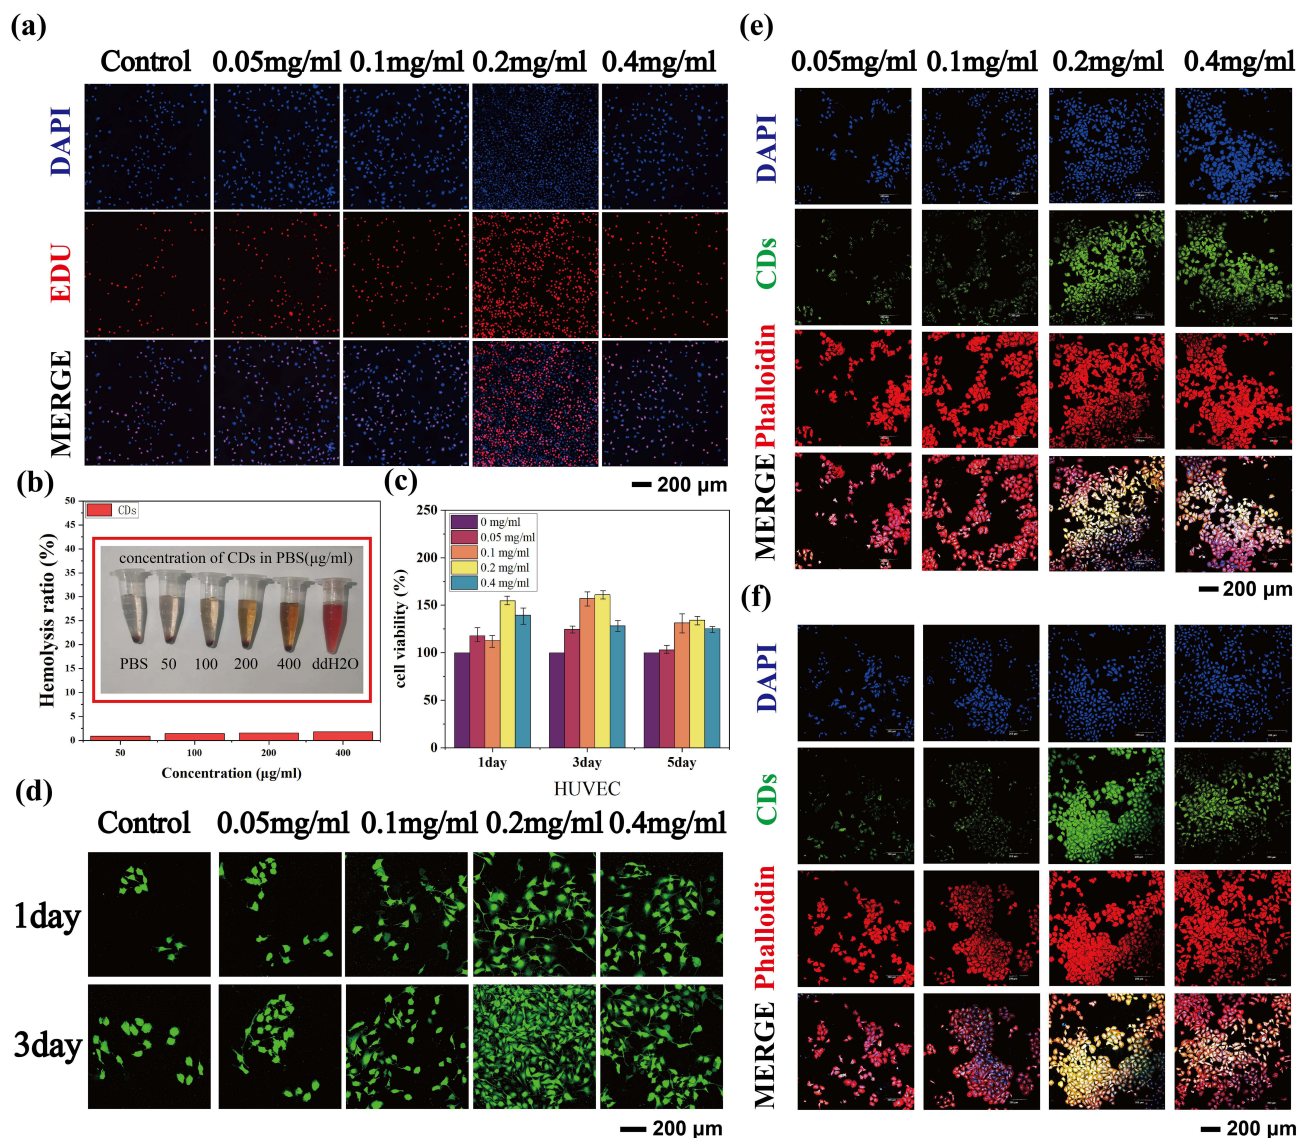 (a)
Control 0.05mg/ml 0.1mg/ml 0.2mg/ml 0.4mg/ml
DAPI
EDU
MERGE
200 µm
(b)
Hemolysis ratio (%)
50
45
40
35
30
25
20
15
10
5
0
CDs
concentration of CDs in PBS(µg/ml)
PBS 50 100 200 400 ddH2O
50 100 200 400
Concentration (µg/ml)
(c)
cell viability (%)
250
200
150
100
50
0
0 mg/ml
0.05 mg/ml
0.1 mg/ml
0.2 mg/ml
0.4 mg/ml
1day 3day 5day
HUVEC
(d)
Control 0.05mg/ml 0.1mg/ml 0.2mg/ml 0.4mg/ml
1day
3day
200 µm
(e)
0.05mg/ml 0.1mg/ml 0.2mg/ml 0.4mg/ml
DAPI
CDs
Phalloidin
MERGE
200 µm
(f)
DAPI
CDs
Phalloidin
MERGE
200 µm